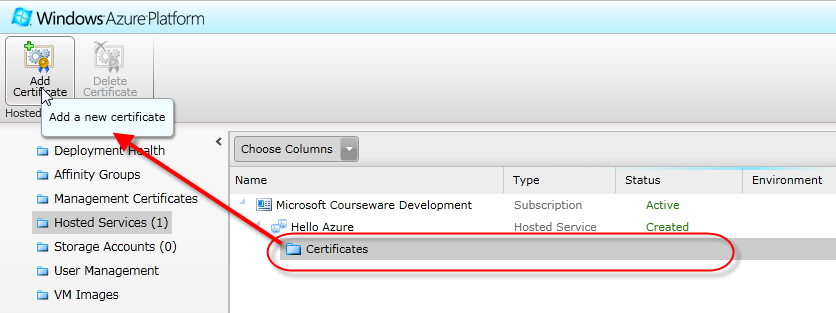 Windows Azure Platform
Add Certificate
Delete Certificate
Hosted
Add a new certificate
Deployment Health
Affinity Groups
Management Certificates
Hosted Services (1)
Storage Accounts (0)
User Management
VM Images
Choose Columns
Name Type Status Environment
Microsoft Courseware Development Subscription Active
Hello Azure Hosted Service Created
Certificates